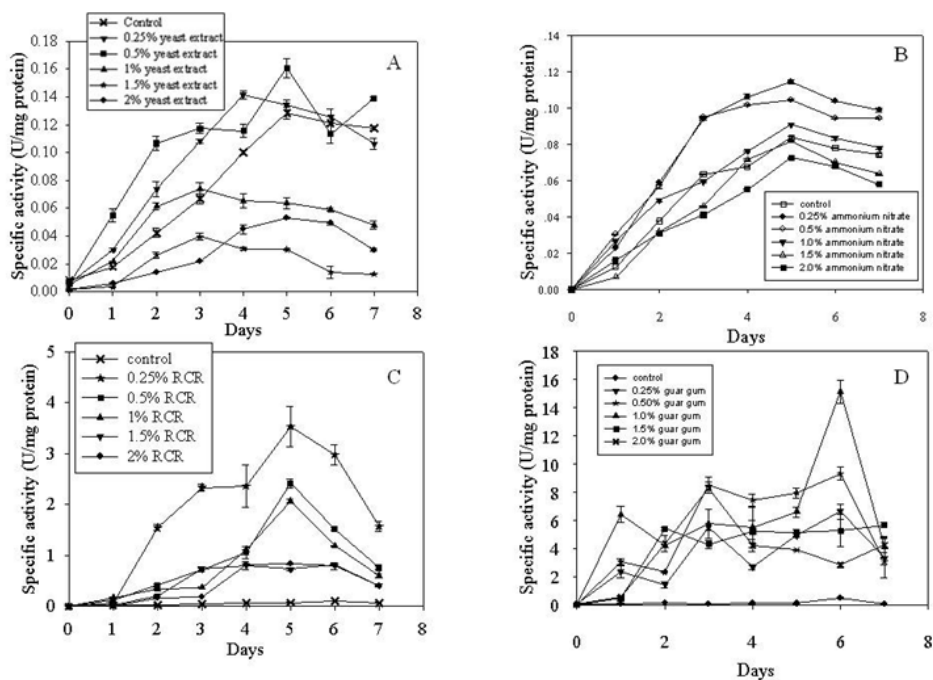 Control
0.25% yeast extract
0.5% yeast extract
1% yeast extract
1.5% yeast extract
2% yeast extract
A
Specific activity (U/mg protein)
0.18
0.16
0.14
0.12
0.10
0.08
0.06
0.04
0.02
0.00
0 1 2 3 4 5 6 7 8
Days
B
Specific activity (U/mg protein)
.14
.12
.10
.08
.06
.04
.02
0.00
control
0.25% ammonium nitrate
0.5% ammonium nitrate
1.0% ammonium nitrate
1.5% ammonium nitrate
2.0% ammonium nitrate
0 2 4 6 8
Days
control
0.25% RCR
0.5% RCR
1% RCR
1.5% RCR
2% RCR
C
Specific activity (U/mg protein)
5
4
3
2
1
0
0 1 2 3 4 5 6 7 8
Days
control
0.25% guar gum
0.50% guar gum
1.0% guar gum
1.5% guar gum
2.0% guar gum
D
Specific activity (U/mg protein)
18
16
14
12
10
8
6
4
2
0
0 2 4 6 8
Days